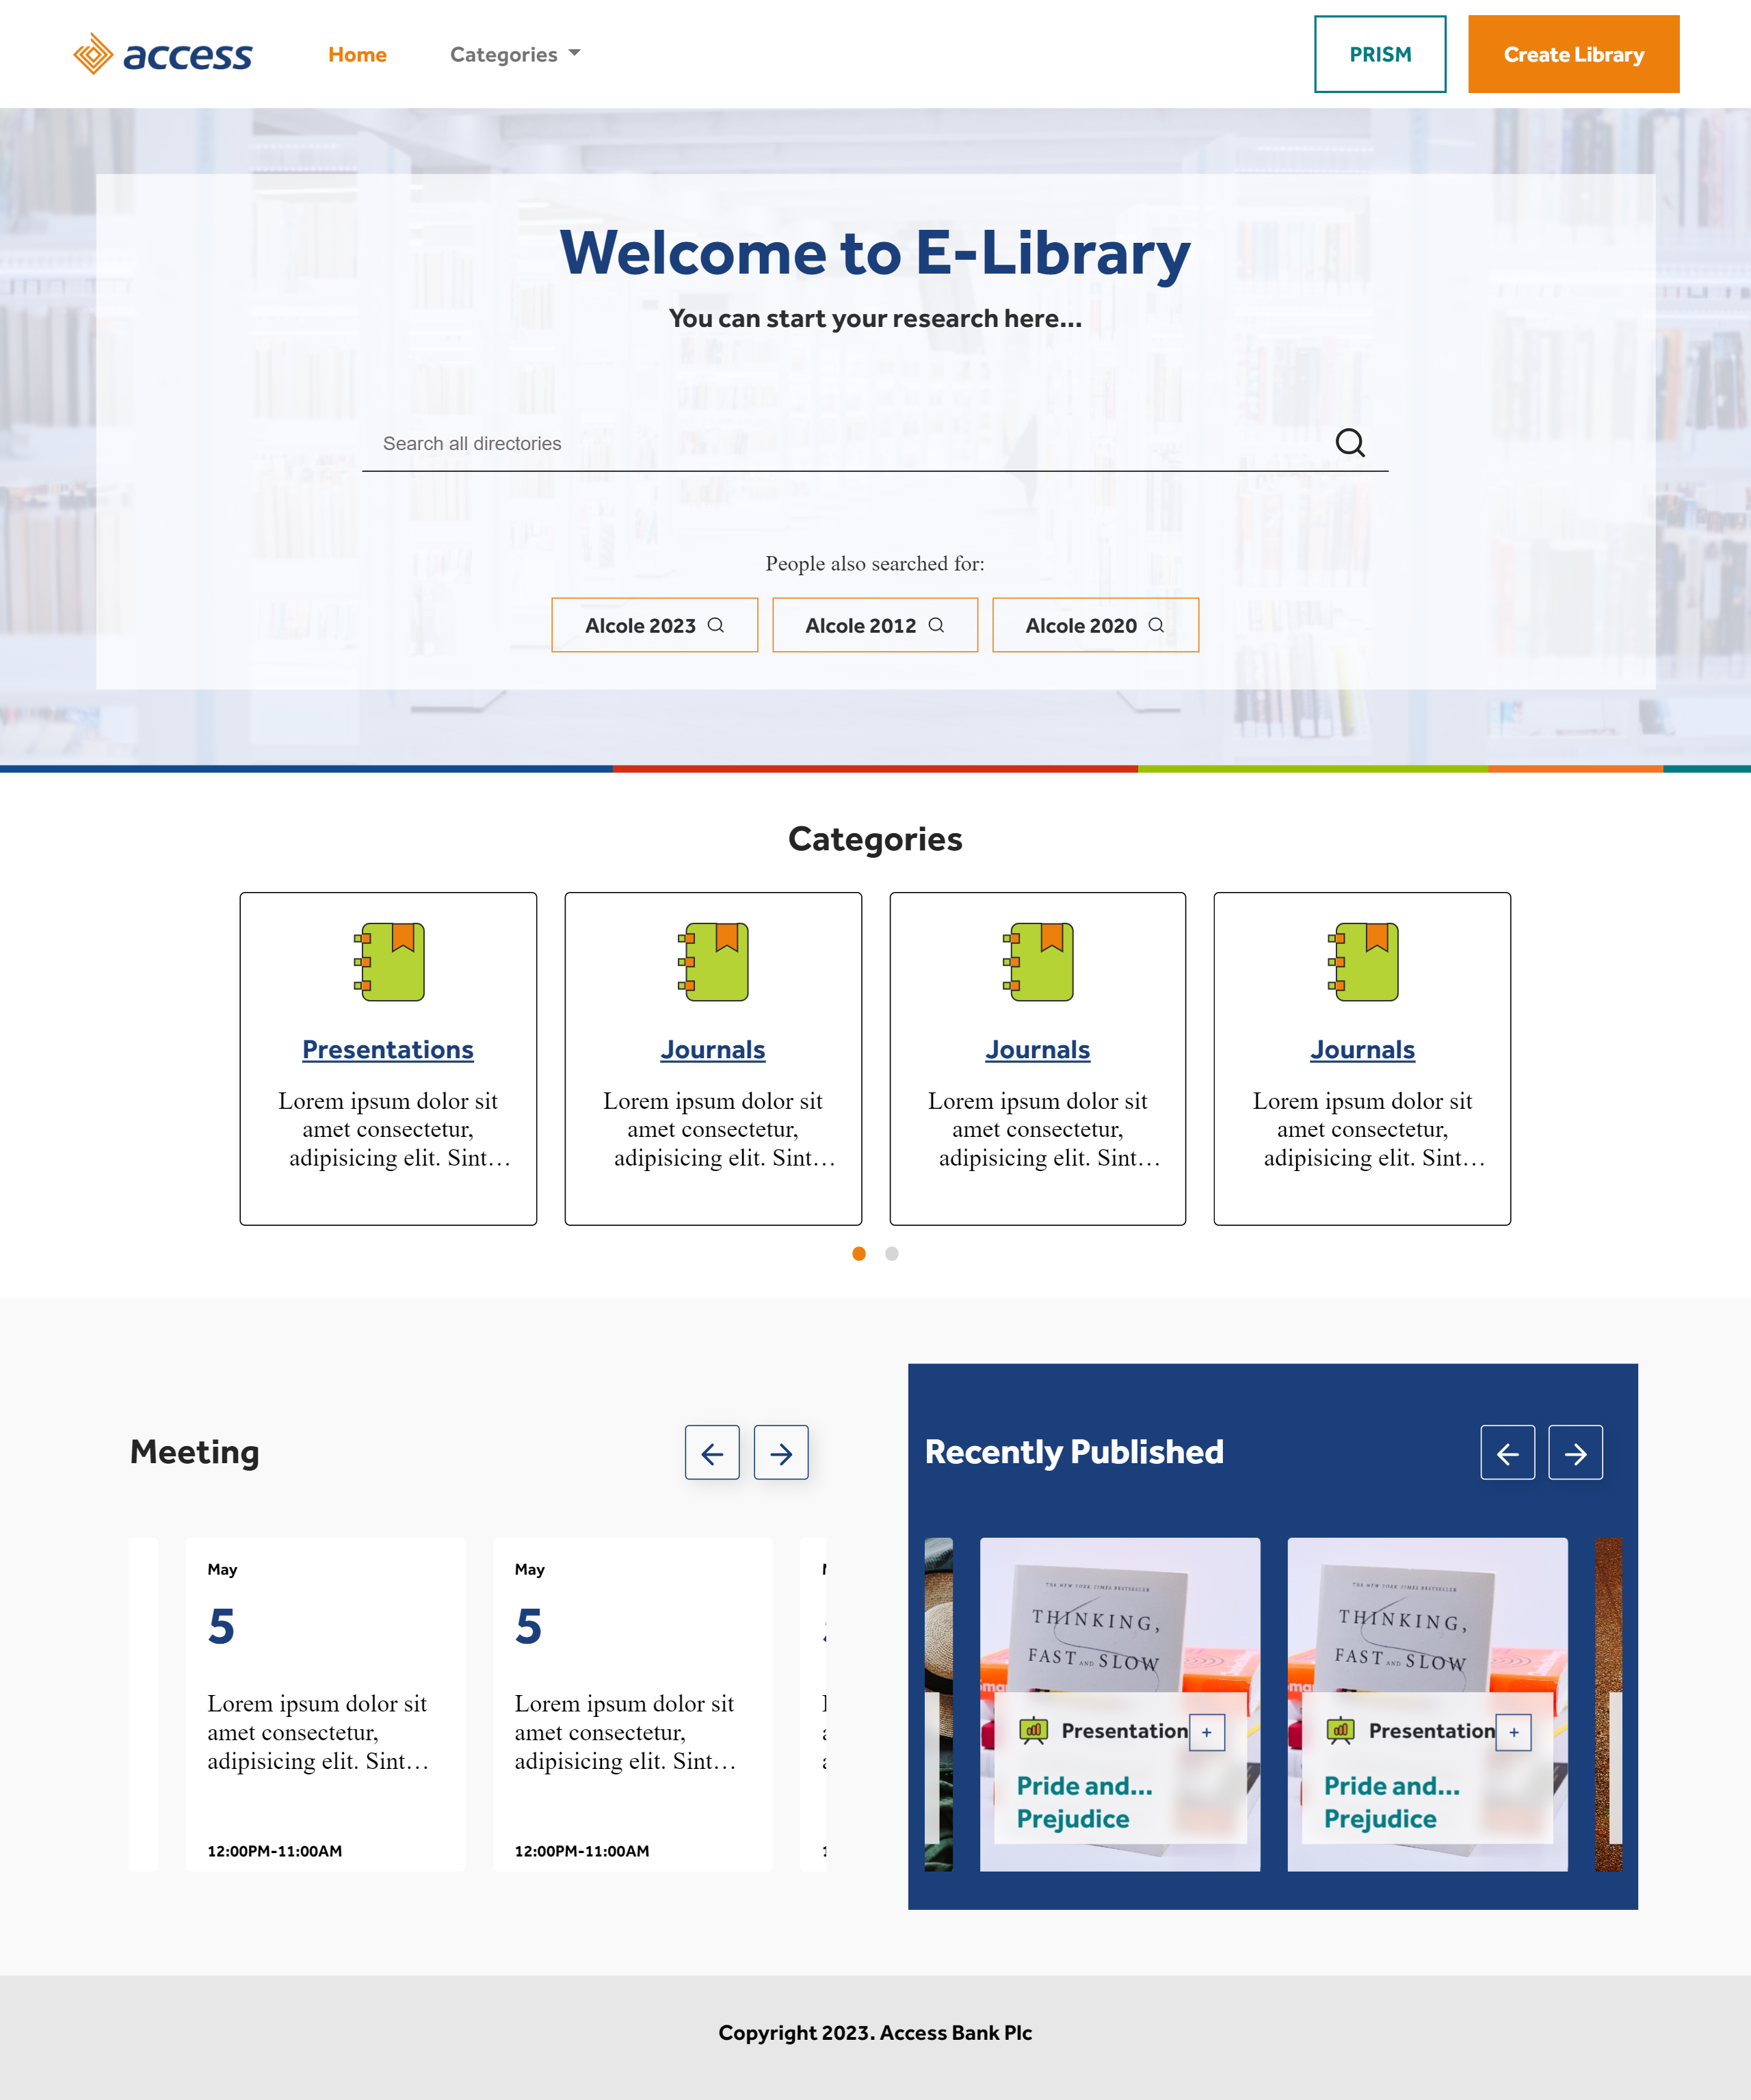 access
Home
Categories
PRISM
Create Library
Welcome to E-Library
You can start your research here...
Search all directories
People also searched for:
Alcole 2023
Alcole 2012
Alcole 2020
Categories
Presentations
Lorem ipsum dolor sit
amet consectetur,
adipisicing elit. Sint...
Journals
Lorem ipsum dolor sit
amet consectetur,
adipisicing elit. Sint...
Journals
Lorem ipsum dolor sit
amet consectetur,
adipisicing elit. Sint...
Journals
Lorem ipsum dolor sit
amet consectetur,
adipisicing elit. Sint...
Meeting
May
5
Lorem ipsum dolor sit
amet consectetur,
adipisicing elit. Sint...
12:00PM-11:00AM
May
5
Lorem ipsum dolor sit
amet consectetur,
adipisicing elit. Sint...
12:00PM-11:00AM
Recently Published
THE NEW YORK TIMES BESTSELLER
THINKING,
FAST AND SLOW
Presentation
+
Pride and...
Prejudice
THE NEW YORK TIMES BESTSELLER
THINKING,
FAST AND SLOW
Presentation
+
Pride and...
Prejudice
Copyright 2023. Access Bank Plc